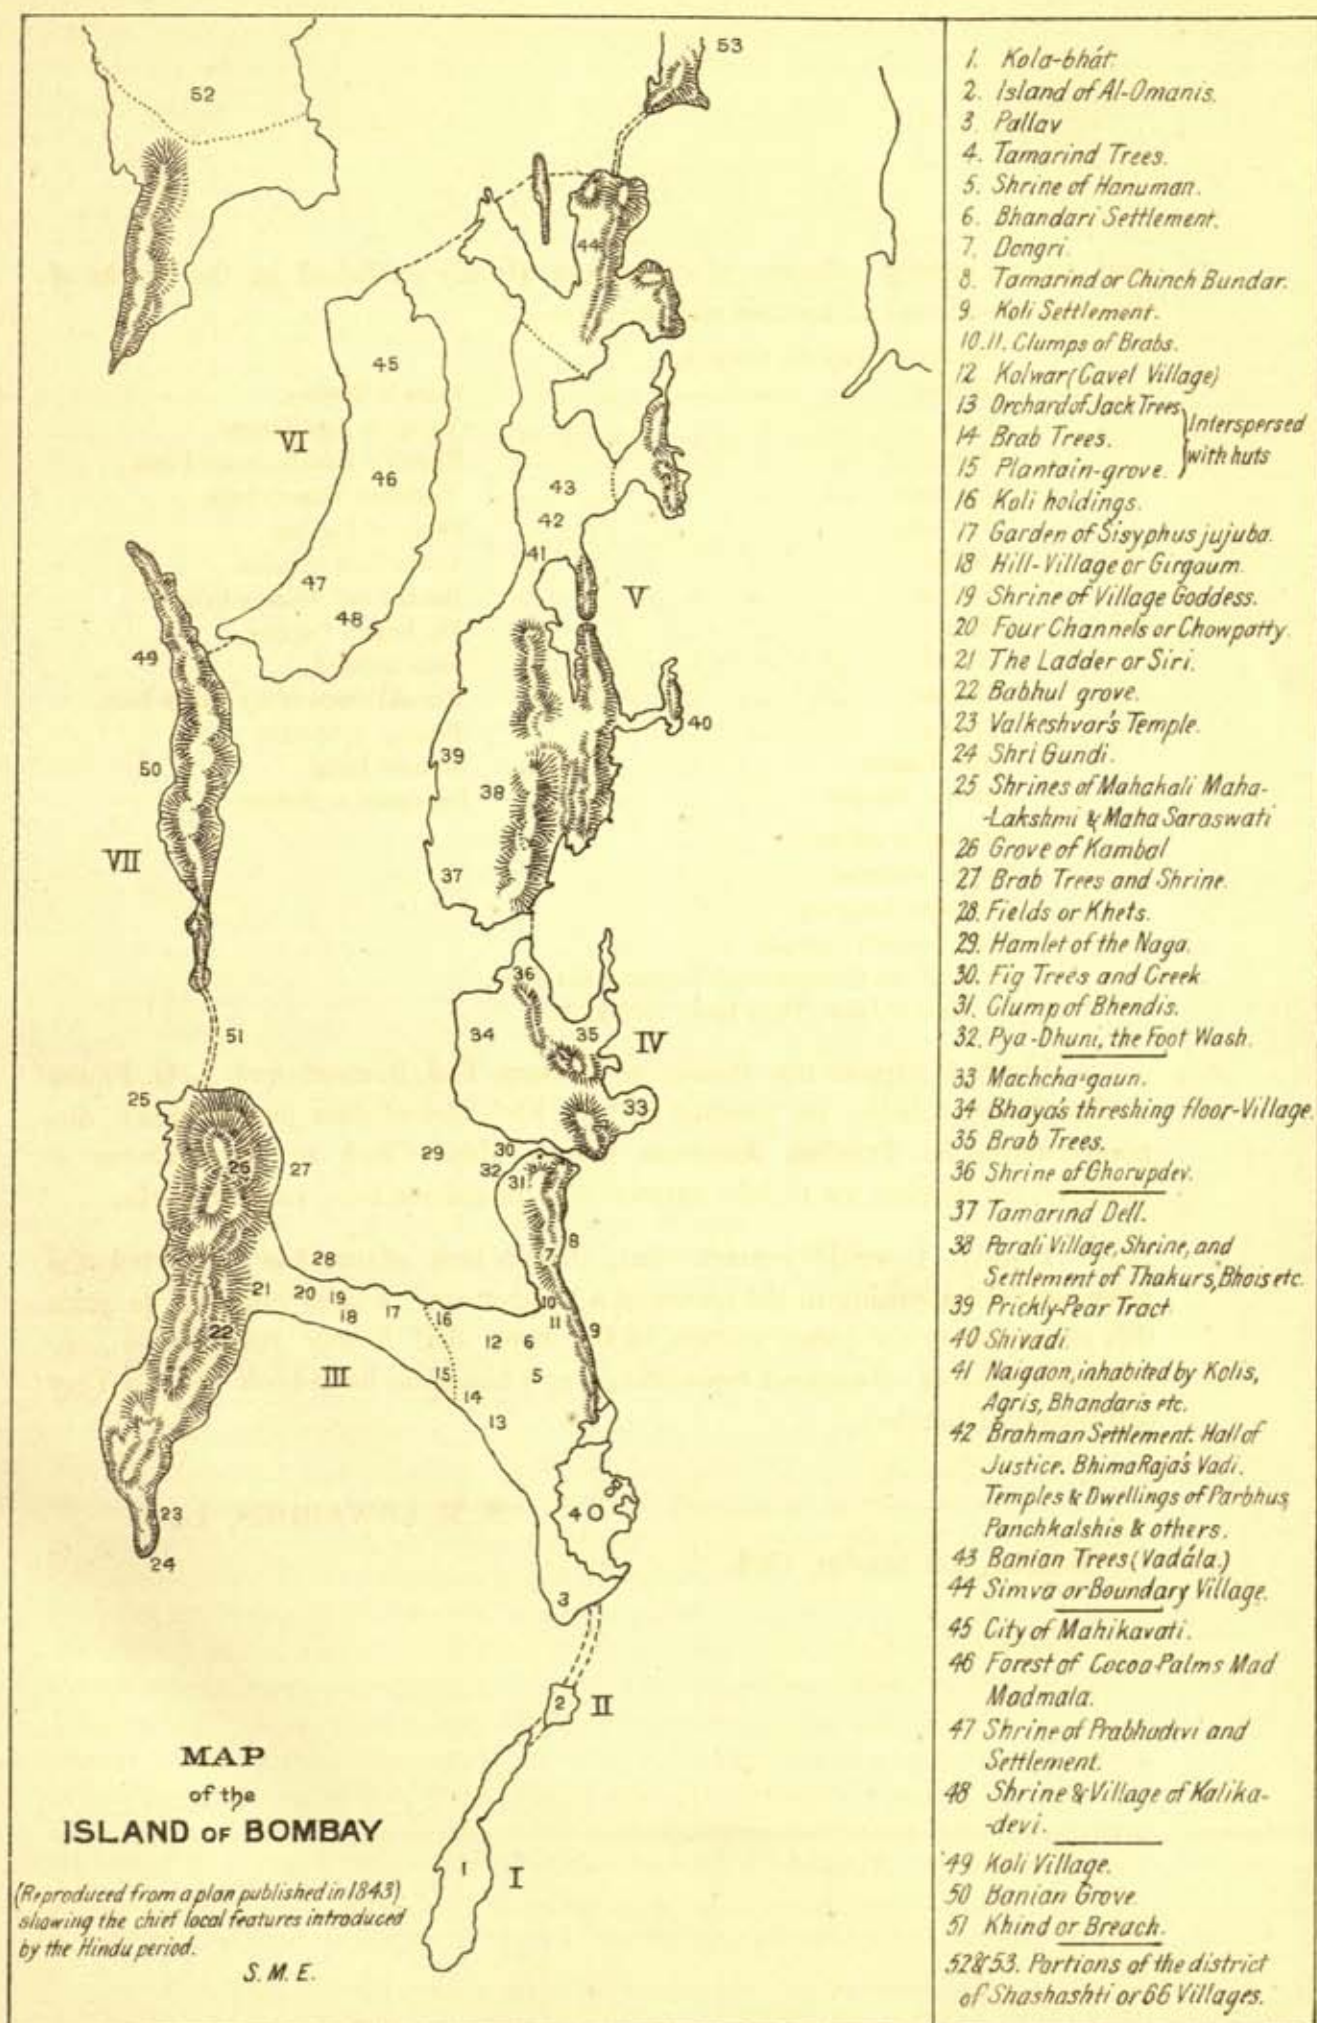 53
52
44
45
VI
46
43
42
41
47
V
48
49
40
50
39
38
VII
37
36
34
35
IV
51
25
33
29
30
32
31
26
27
8
28
7
21
20
19
10
17
16
18
11
9
22
12
6
III
15
5
14
13
23
40
24
3
2
II
1
I
MAP
of the
ISLAND OF BOMBAY
(Reproduced from a plan published in 1843)
showing the chief local features introduced
by the Hindu period.
S. M. E.
1. Kola-bhát
2. Island of Al-Omanis.
3. Pallav
4. Tamarind Trees.
5. Shrine of Hanuman.
6. Bhandari Settlement.
7. Dongri.
8. Tamarind or Chinch Bundar.
9. Koli Settlement.
10.11. Clumps of Brabs.
12 Kolwar (Cavel Village)
13 Orchard of Jack Trees
14 Brab Trees.
15 Plantain-grove.
Interspersed
with huts
16 Koli holdings.
17 Garden of Sisyphus jujuba.
18 Hill-Village or Girgaum.
19 Shrine of Village Goddess.
20 Four Channels or Chowpatty.
21 The Ladder or Siri.
22 Babhul grove.
23 Valkeshvar's Temple.
24 Shri Gundi.
25 Shrines of Mahakali Maha-
-Lakshmi & Maha Saraswati
26 Grove of Kambal
27 Brab Trees and Shrine.
28. Fields or Khets.
29. Hamlet of the Naga.
30. Fig Trees and Creek.
31. Clump of Bhendis.
32. Pya-Dhuni, the Foot Wash.
33 Machcha-gaun.
34 Bhaya's threshing floor-Village.
35 Brab Trees.
36 Shrine of Ghorupdev.
37 Tamarind Dell.
38 Parali Village, Shrine, and
Settlement of Thakurs, Bhois etc.
39 Prickly-Pear Tract
40 Shivadi.
41 Naigaon, inhabited by Kolis,
Agris, Bhandaris etc.
42 Brahman Settlement. Hall of
Justice. Bhima Raja's Vadi.
Temples & Dwellings of Parbhus,
Panchkalshis & others.
43 Banian Trees (Vadála.)
44 Simva or Boundary Village.
45 City of Mahikavati.
46 Forest of Cocoa-Palms Mad
Madmala.
47 Shrine of Prabhadevi and
Settlement.
48 Shrine & Village of Kalika-
-devi.
49 Koli Village.
50 Banian Grove.
51 Khind or Breach.
52&53. Portions of the district
of Shashashti or 66 Villages.